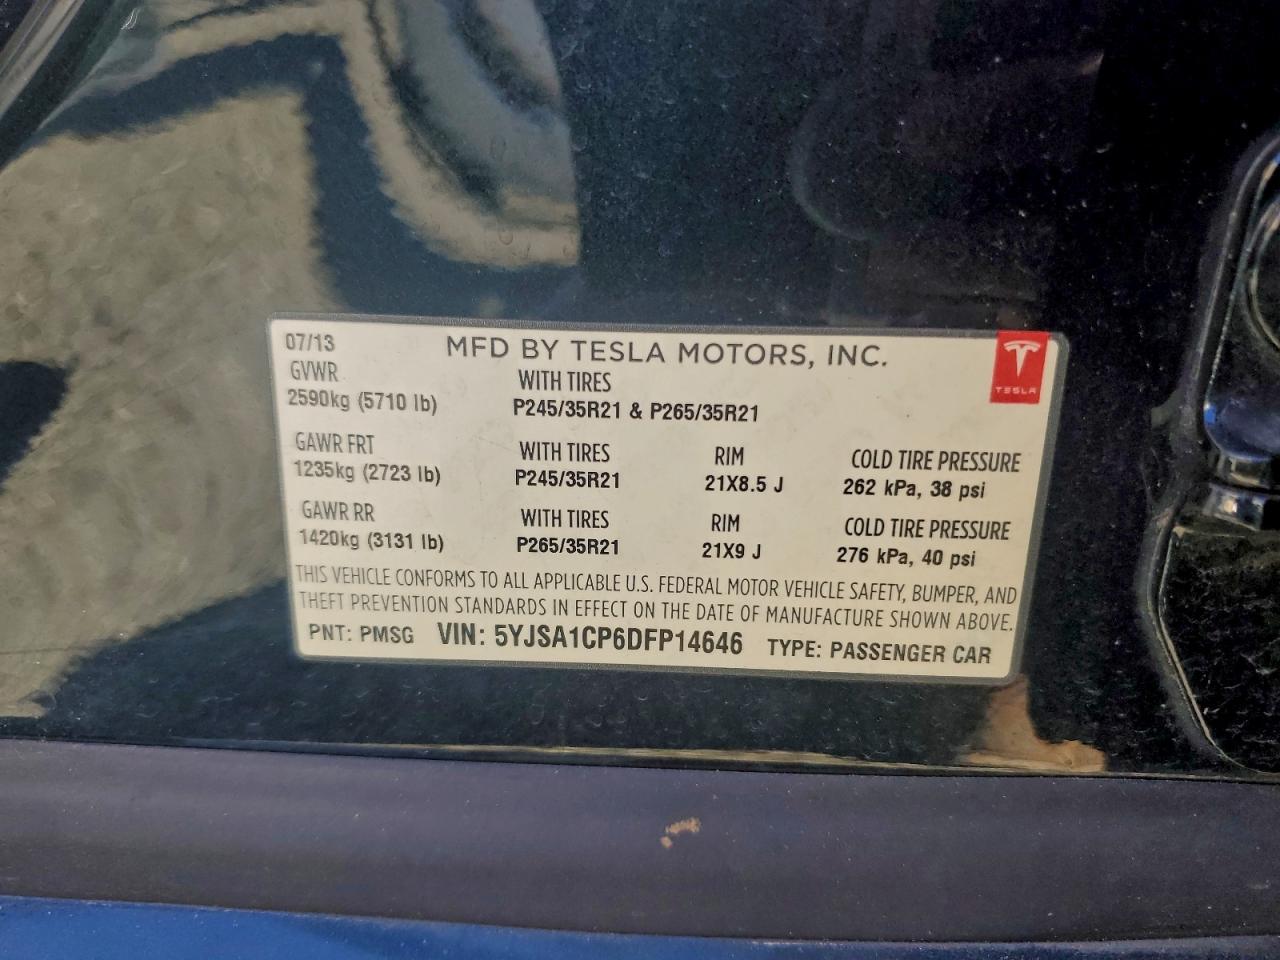 07/13
MFD BY TESLA MOTORS, INC.
TESLA
GVWR
WITH TIRES
2590kg (5710 lb)
P245/35R21 & P265/35R21
GAWR FRT
WITH TIRES
RIM
COLD TIRE PRESSURE
1235kg (2723 lb)
P245/35R21
21X8.5 J
262 kPa, 38 psi
GAWR RR
WITH TIRES
RIM
COLD TIRE PRESSURE
1420kg (3131 lb)
P265/35R21
21X9 J
276 kPa, 40 psi
THIS VEHICLE CONFORMS TO ALL APPLICABLE U.S. FEDERAL MOTOR VEHICLE SAFETY, BUMPER, AND
THEFT PREVENTION STANDARDS IN EFFECT ON THE DATE OF MANUFACTURE SHOWN ABOVE.
PNT: PMSG VIN: 5YJSA1CP6DFP14646 TYPE: PASSENGER CAR